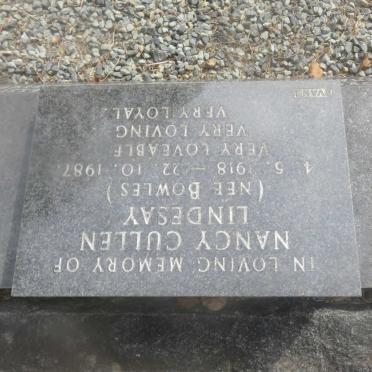 IN LOVING MEMORY OF
NANCY CULLEN
LINDESAY
(NEE BOWLES)
4. 5. 1918 — 22. 10. 1987.
VERY LOVEABLE
VERY LOVING
VERY LOYAL.